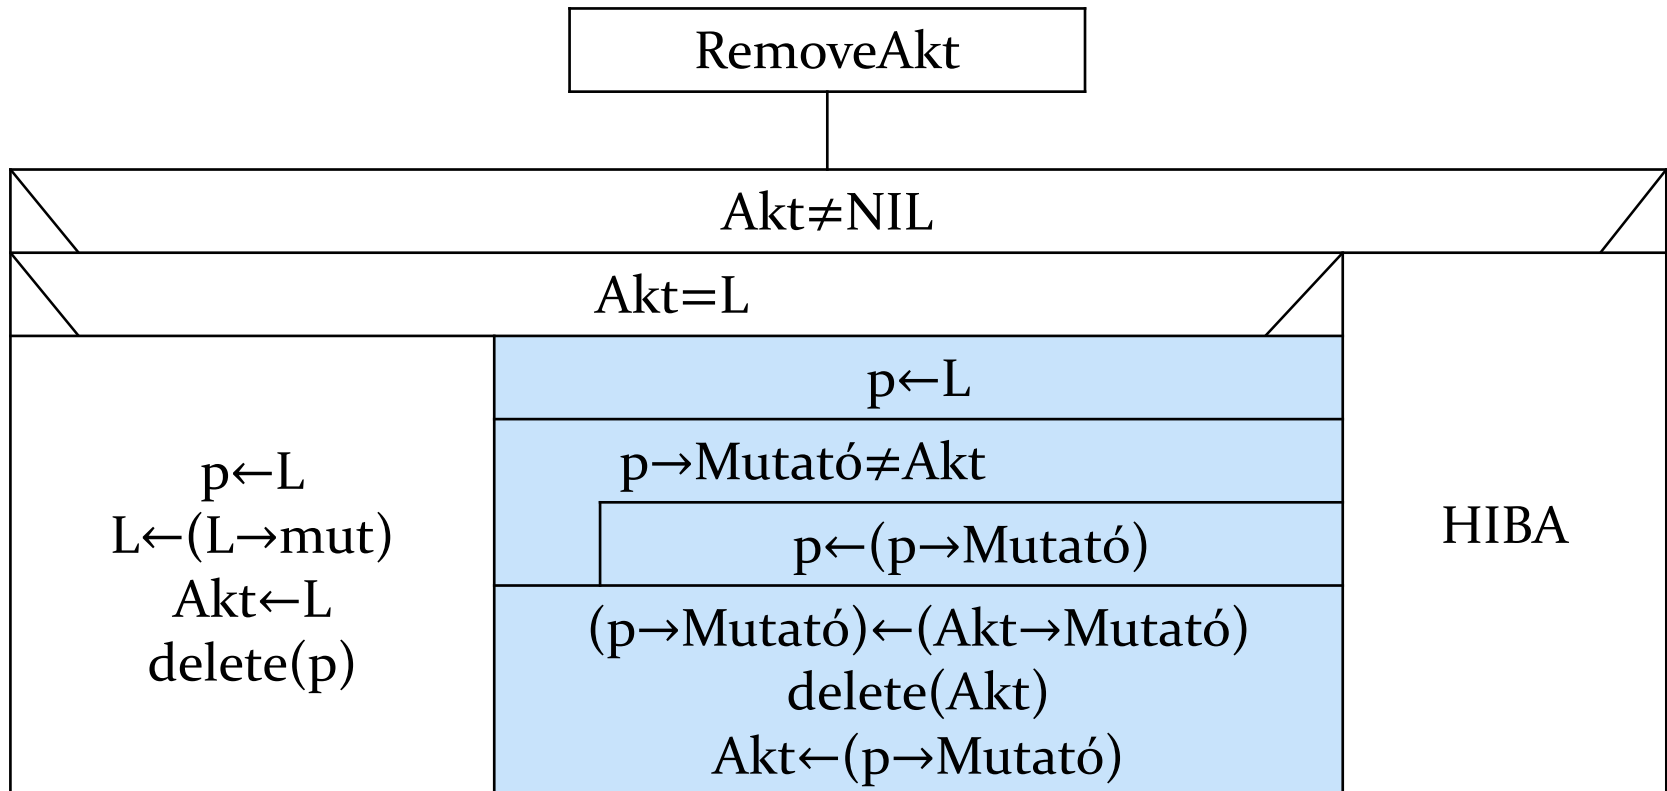 RemoveAkt
Akt≠NIL
Akt=L
p←L
L←(L→mut)
Akt←L
delete(p)
p←L
p→Mutató≠Akt
p←(p→Mutató)
(p→Mutató)←(Akt→Mutató)
delete(Akt)
Akt←(p→Mutató)
HIBA